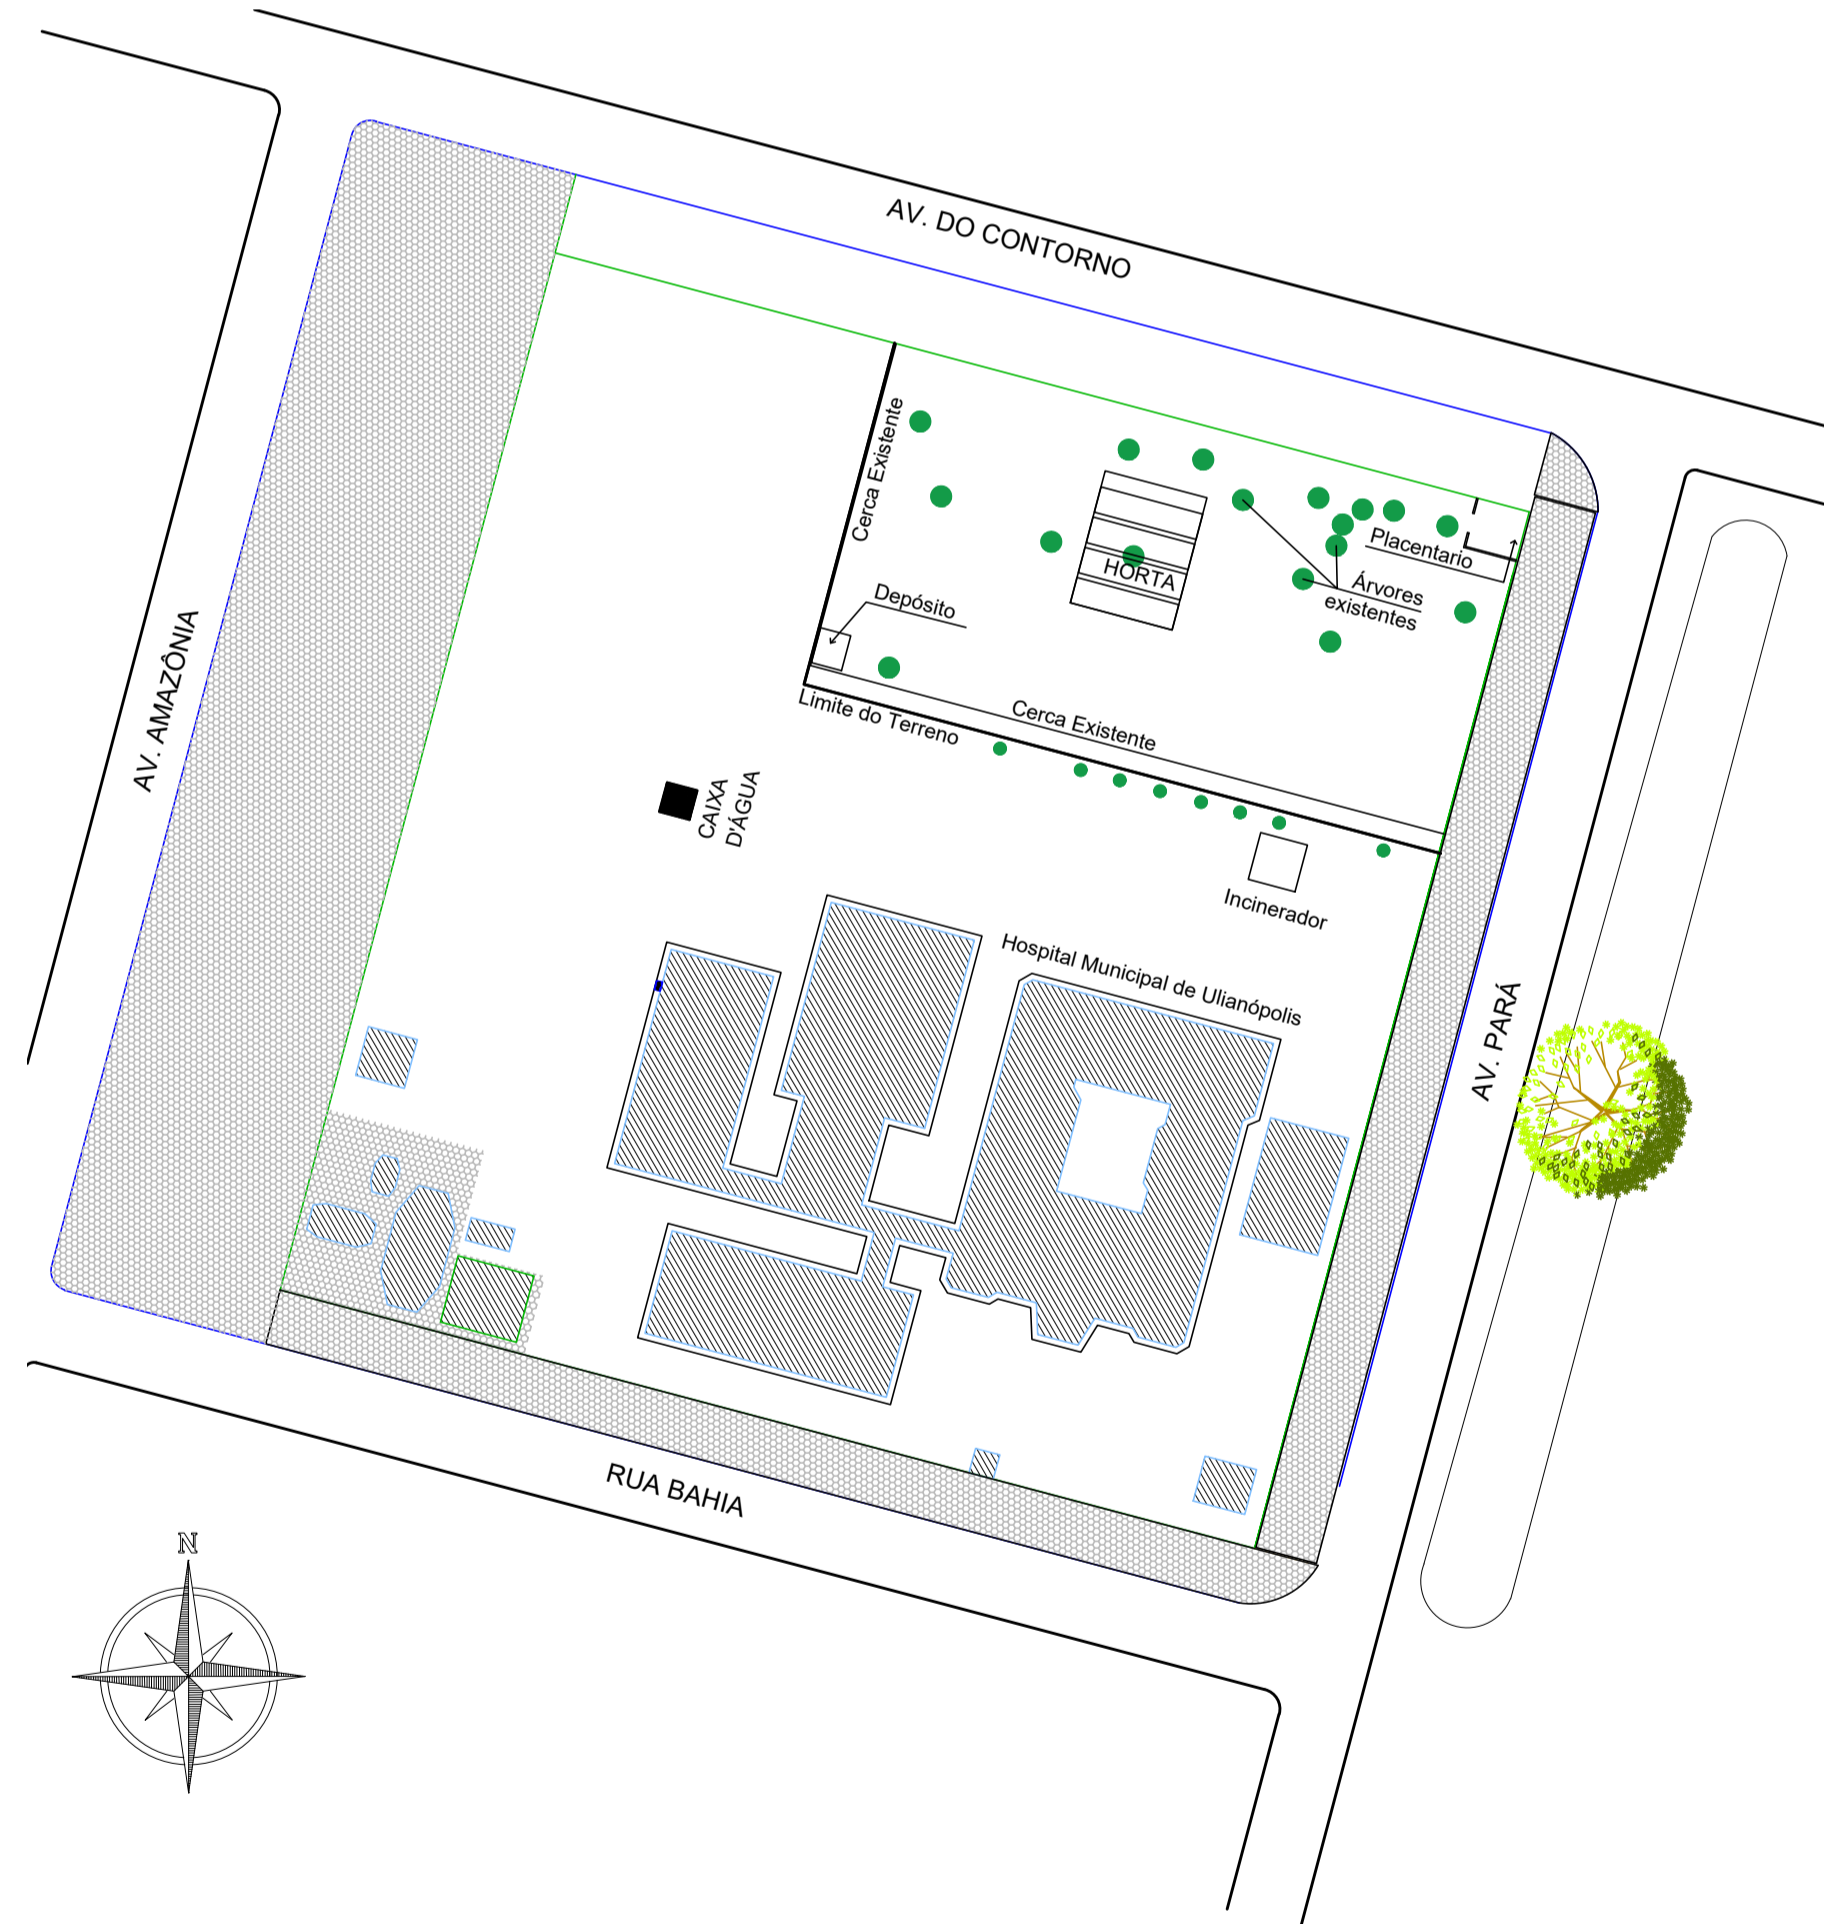 AV. DO CONTORNO
Cerca Existente
Placentario
HORTA
Árvores
existentes
Depósito
AV. AMAZÔNIA
Limite do Terreno
Cerca Existente
CAIXA
D'ÁGUA
Incinerador
Hospital Municipal de Ulianópolis
AV. PARÁ
RUA BAHIA
N